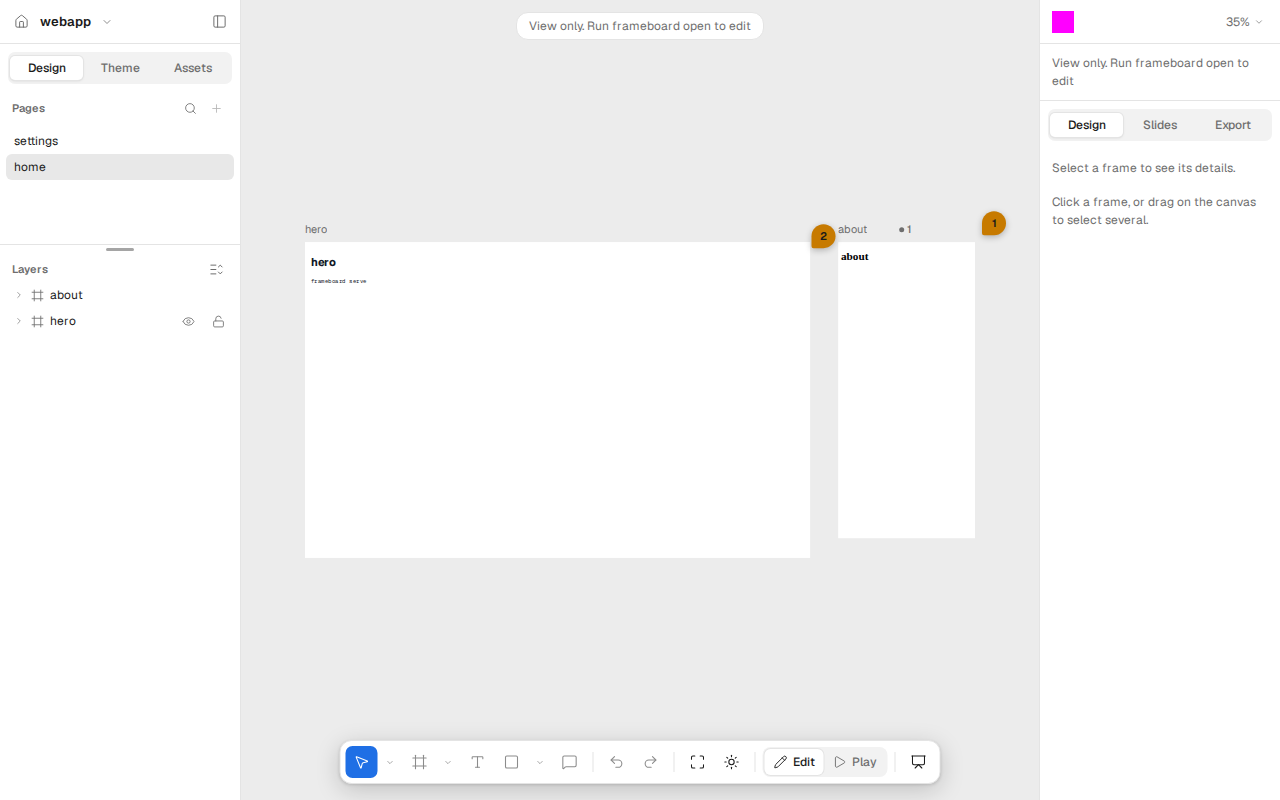 webapp
Design Theme Assets
Pages
settings
home
Layers
about
hero
View only. Run frameboard open to edit
hero
2
about
1
1
hero
frameboard serve
about
Edit
Play
35%
View only. Run frameboard open to
edit
Design Slides Export
Select a frame to see its details.
Click a frame, or drag on the canvas
to select several.